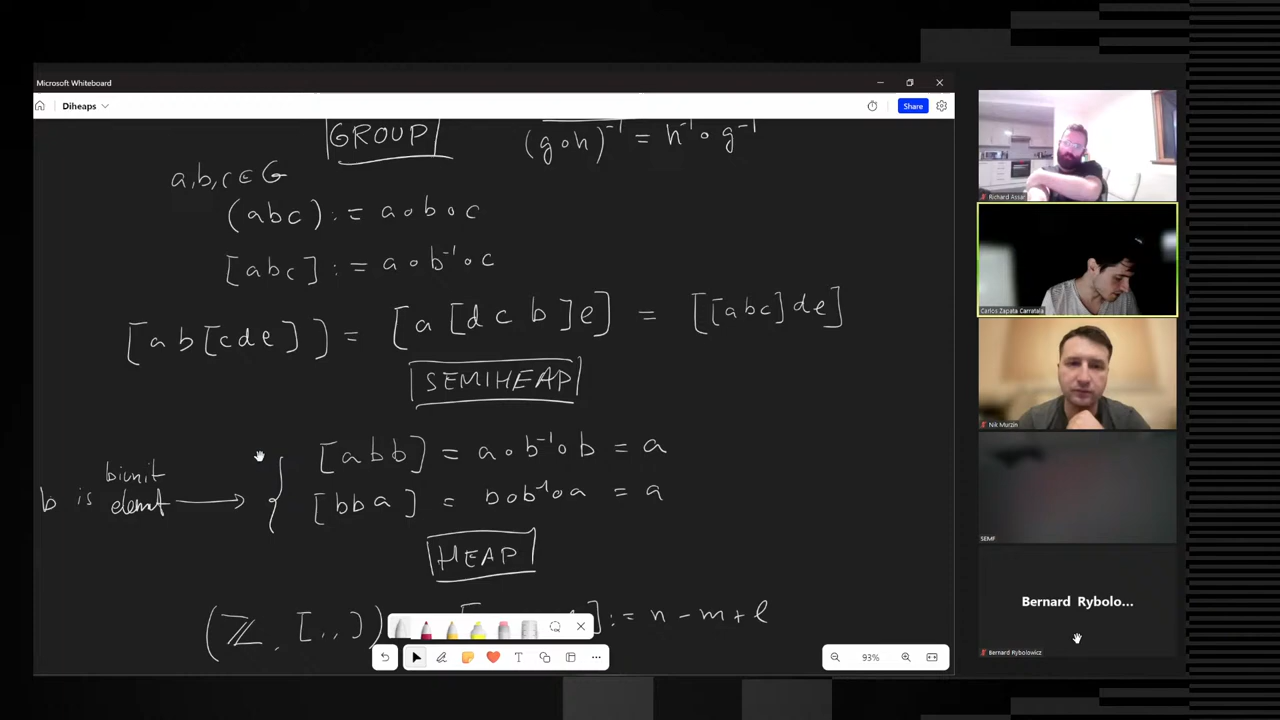 Microsoft Whiteboard
Diheaps
Share
GROUP
(g∘h)⁻¹ = h⁻¹∘g⁻¹
a,b,c ∈ G
(abc) := a∘b∘c
[abc] := a∘b⁻¹∘c
[ab[cde]] = [a[dcb]e] = [[abc]de]
SEMIHEAP
[abb] = a∘b⁻¹∘b = a
b is biunit element
[bba] = b∘b⁻¹∘a = a
HEAP
(ℤ, [,,])
] := n - m + l
93%
Richard Assar
Carlos Zapata Carratala
Nik Murzin
SEMF
Bernard Rybolo...
Bernard Rybolowicz